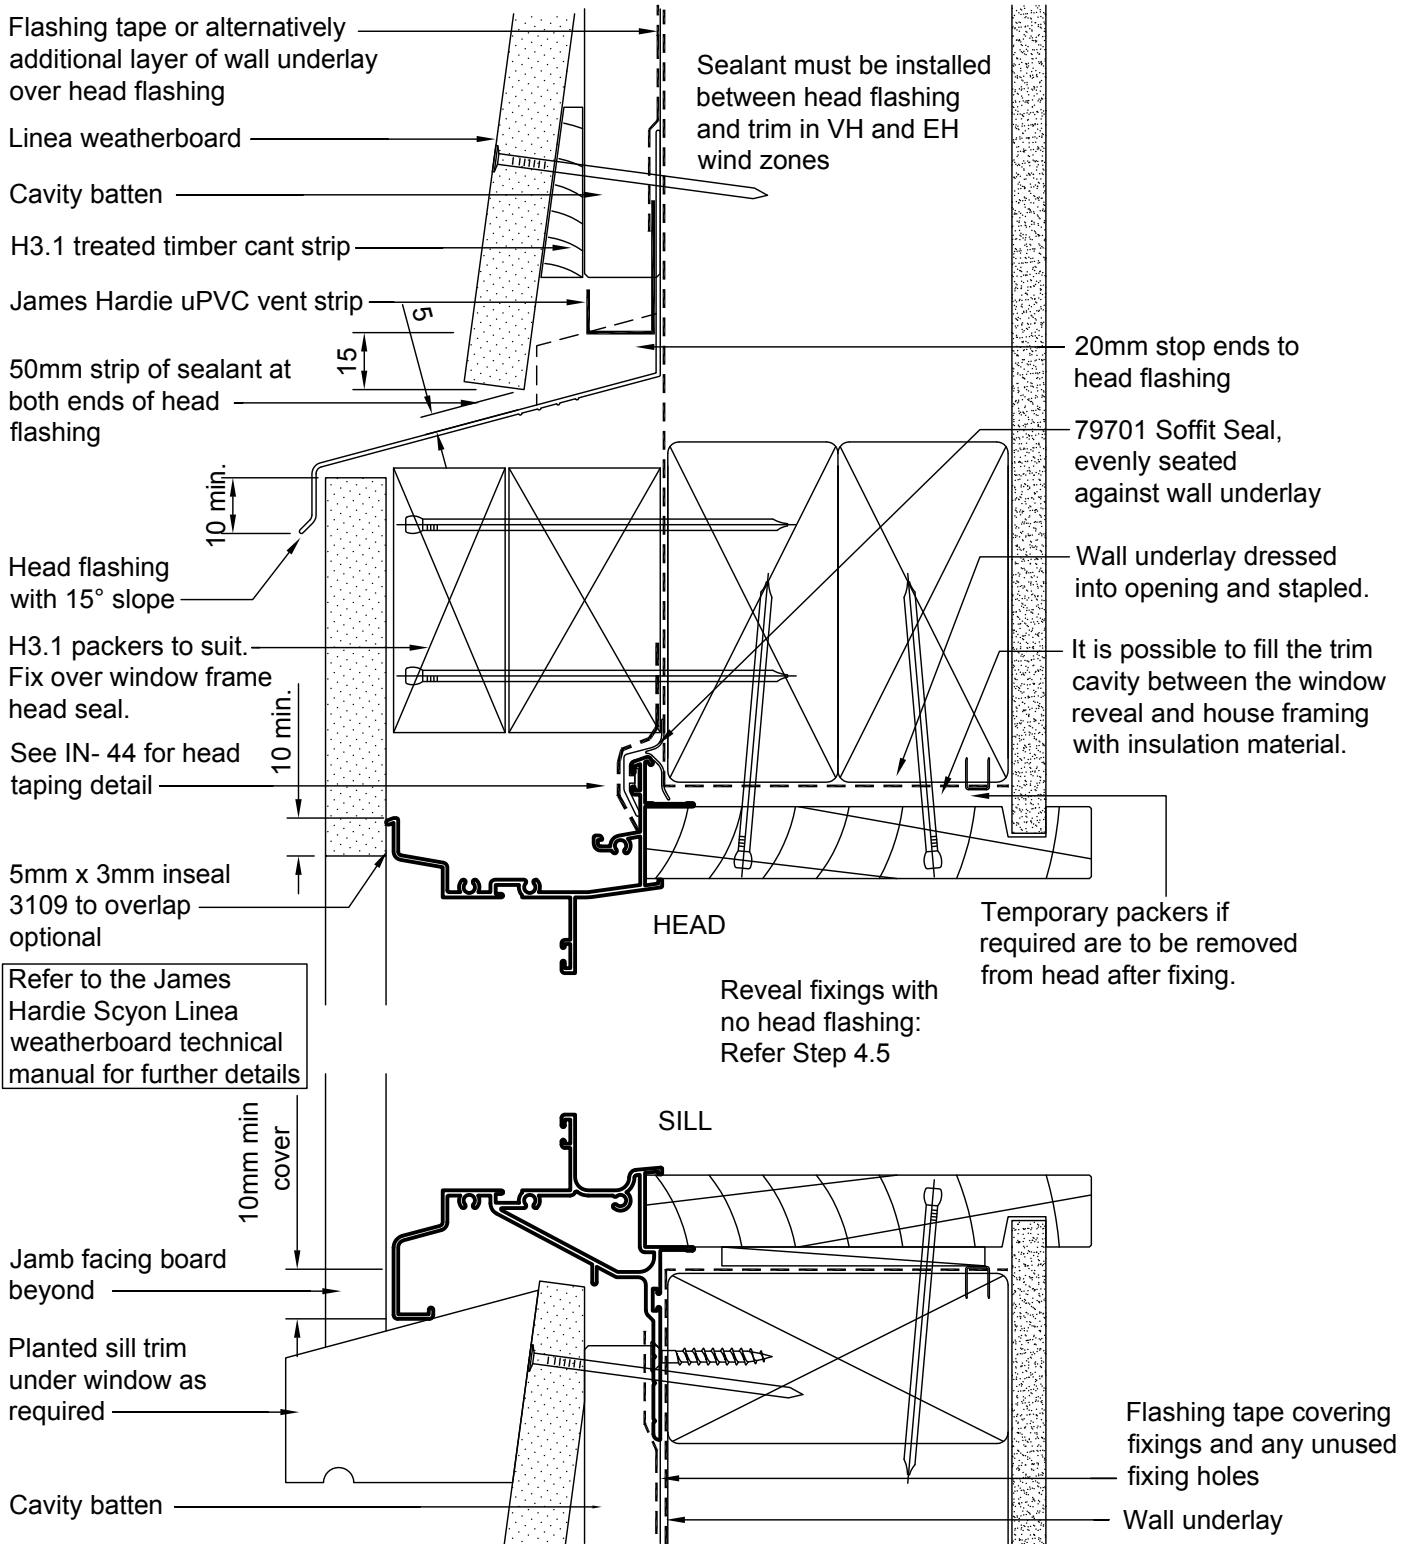 Flashing tape or alternatively
additional layer of wall underlay
over head flashing
Linea weatherboard
Cavity batten
H3.1 treated timber cant strip
James Hardie uPVC vent strip
5
15
50mm strip of sealant at
both ends of head
flashing
10 min.
Head flashing
with 15° slope
H3.1 packers to suit.
Fix over window frame
head seal.
10 min.
See IN- 44 for head
taping detail
5mm x 3mm inseal
3109 to overlap
optional
Refer to the James
Hardie Scyon Linea
weatherboard technical
manual for further details
Sealant must be installed
between head flashing
and trim in VH and EH
wind zones
20mm stop ends to
head flashing
79701 Soffit Seal,
evenly seated
against wall underlay
Wall underlay dressed
into opening and stapled.
It is possible to fill the trim
cavity between the window
reveal and house framing
with insulation material.
HEAD
Temporary packers if
required are to be removed
from head after fixing.
Reveal fixings with
no head flashing:
Refer Step 4.5
SILL
10mm min
cover
Jamb facing board
beyond
Planted sill trim
under window as
required
Cavity batten
Flashing tape covering
fixings and any unused
fixing holes
Wall underlay